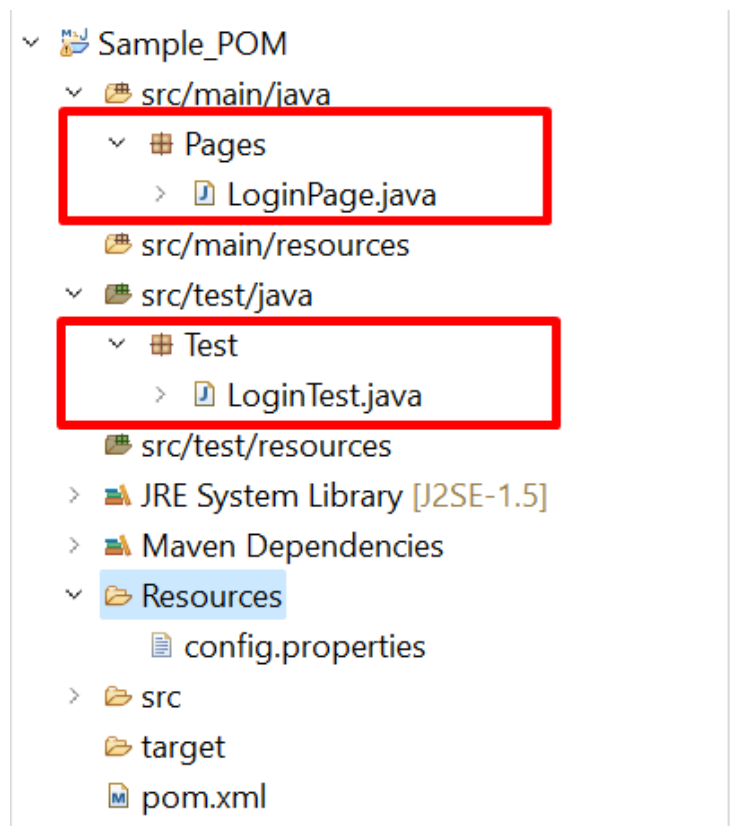 Sample_POM
src/main/java
Pages
LoginPage.java
src/main/resources
src/test/java
Test
LoginTest.java
src/test/resources
JRE System Library [J2SE-1.5]
Maven Dependencies
Resources
config.properties
src
target
pom.xml